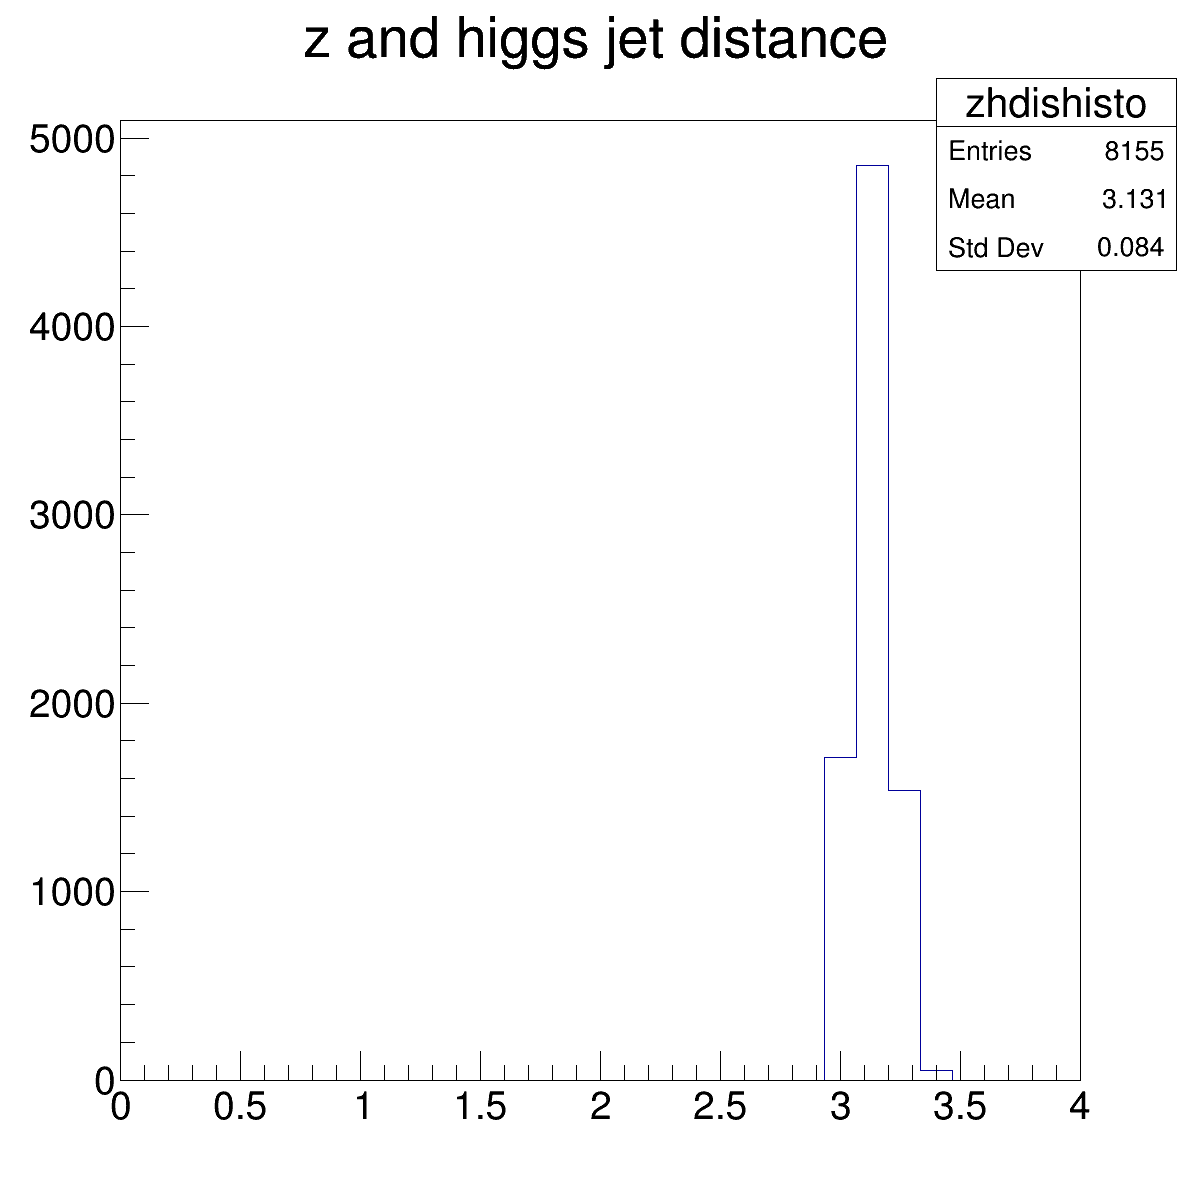 z and higgs jet distance
zhdishisto
Entries 8155
Mean 3.131
Std Dev 0.084
5000
4000
3000
2000
1000
0
0 0.5 1 1.5 2 2.5 3 3.5 4